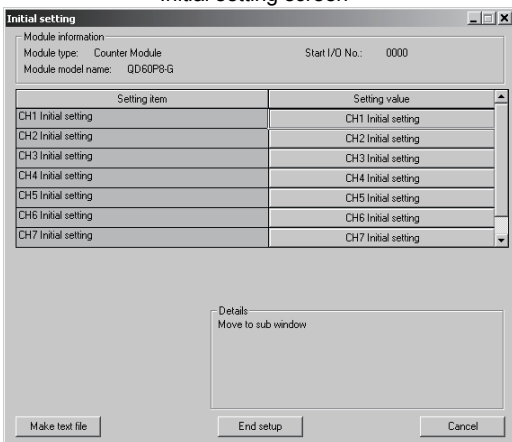 Initial setting screen
Initial setting
Module information
Module type: Counter Module Start I/O No.: 0000
Module model name: QD60P8-G
Setting item Setting value
CH1 Initial setting CH1 Initial setting
CH2 Initial setting CH2 Initial setting
CH3 Initial setting CH3 Initial setting
CH4 Initial setting CH4 Initial setting
CH5 Initial setting CH5 Initial setting
CH6 Initial setting CH6 Initial setting
CH7 Initial setting CH7 Initial setting
Details
Move to sub window
Make text file End setup Cancel